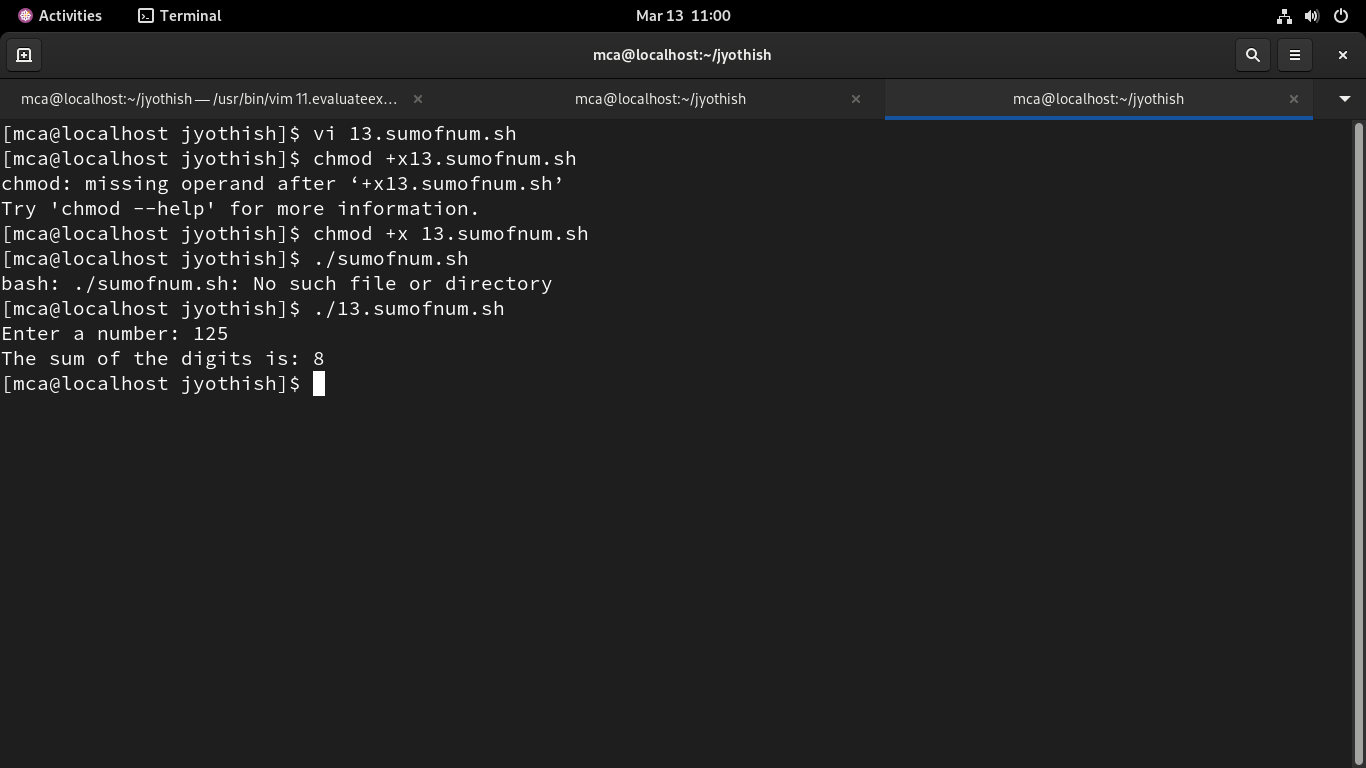 Activities Terminal Mar 13 11:00
mca@localhost:~/jyothish
mca@localhost:~/jyothish — /usr/bin/vim 11.evaluateex… mca@localhost:~/jyothish mca@localhost:~/jyothish
[mca@localhost jyothish]$ vi 13.sumofnum.sh
[mca@localhost jyothish]$ chmod +x13.sumofnum.sh
chmod: missing operand after ‘+x13.sumofnum.sh’
Try 'chmod --help' for more information.
[mca@localhost jyothish]$ chmod +x 13.sumofnum.sh
[mca@localhost jyothish]$ ./sumofnum.sh
bash: ./sumofnum.sh: No such file or directory
[mca@localhost jyothish]$ ./13.sumofnum.sh
Enter a number: 125
The sum of the digits is: 8
[mca@localhost jyothish]$